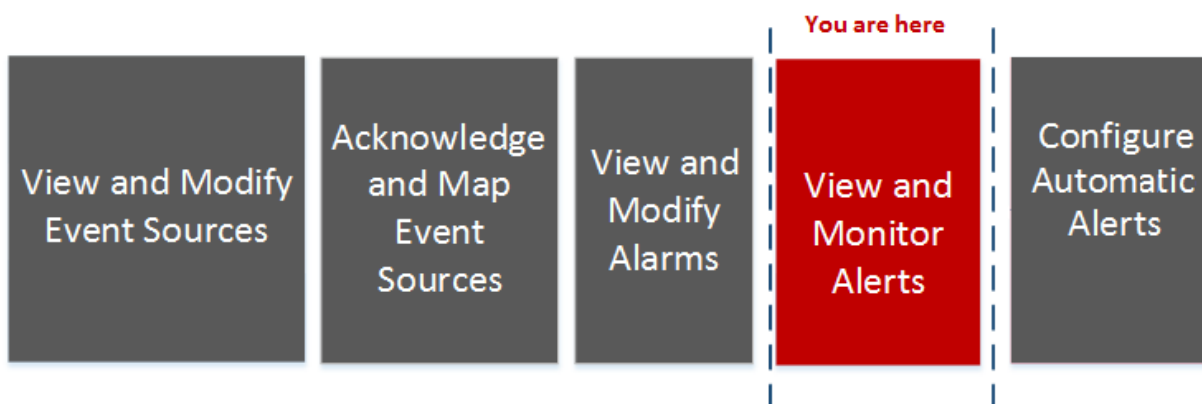 You are here
View and Modify
Event Sources
Acknowledge
and Map
Event
Sources
View and
Modify
Alarms
View and
Monitor
Alerts
Configure
Automatic
Alerts